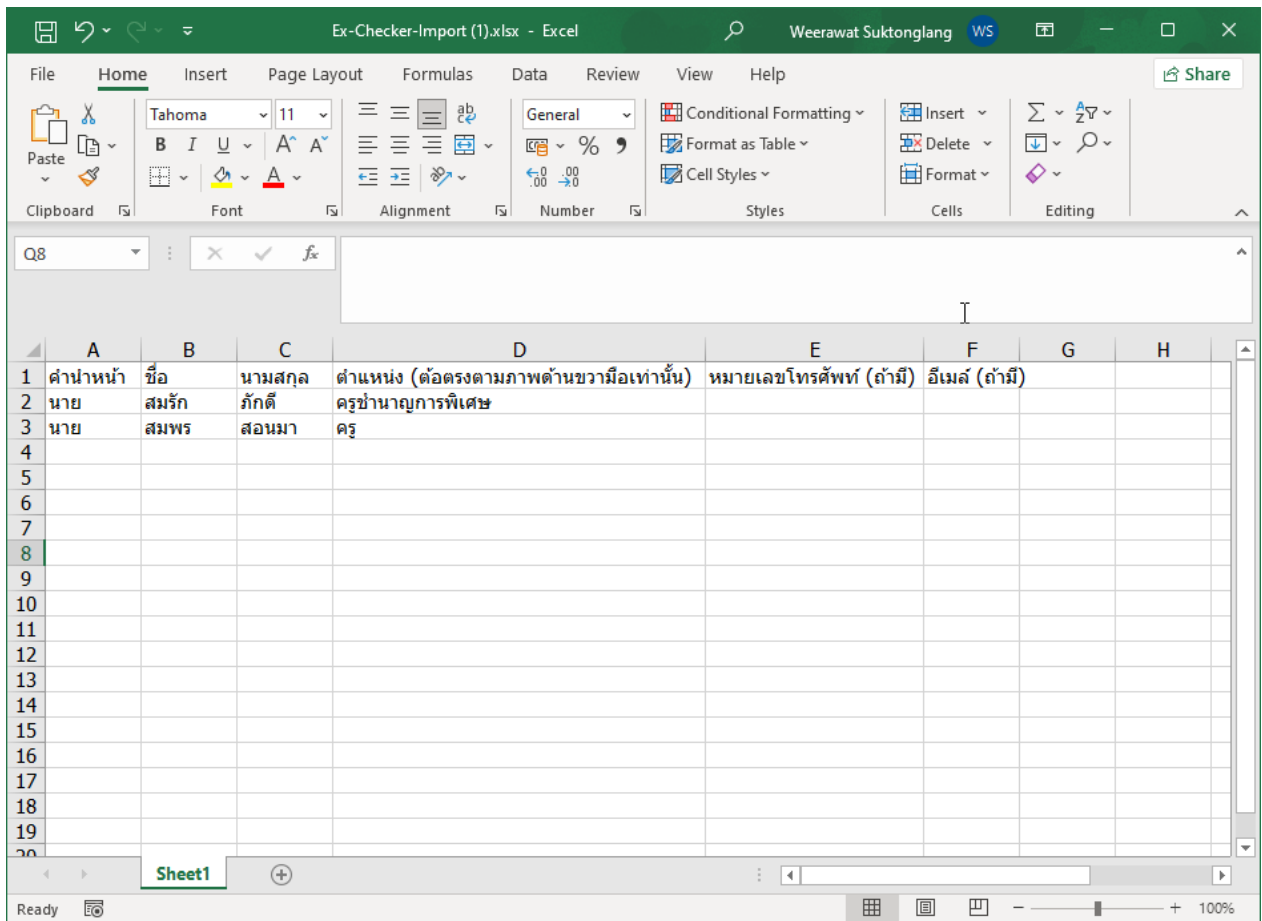 Ex-Checker-Import (1).xlsx - Excel Weerawat Suktonglang WS
File Home Insert Page Layout Formulas Data Review View Help Share
Tahoma 11 General Conditional Formatting Insert
Paste B I U Format as Table Delete
Cell Styles Format
Clipboard Font Alignment Number Styles Cells Editing
Q8 fx
A B C D E F G H
1 คำนำหน้า ชื่อ นามสกุล ตำแหน่ง (ต้อตรงตามภาพด้านขวามือเท่านั้น) หมายเลขโทรศัพท์ (ถ้ามี) อีเมล์ (ถ้ามี)
2 นาย สมรัก ภักดี ครูชำนาญการพิเศษ
3 นาย สมพร สอนมา ครู
4
5
6
7
8
9
10
11
12
13
14
15
16
17
18
19
20
Sheet1
Ready 100%